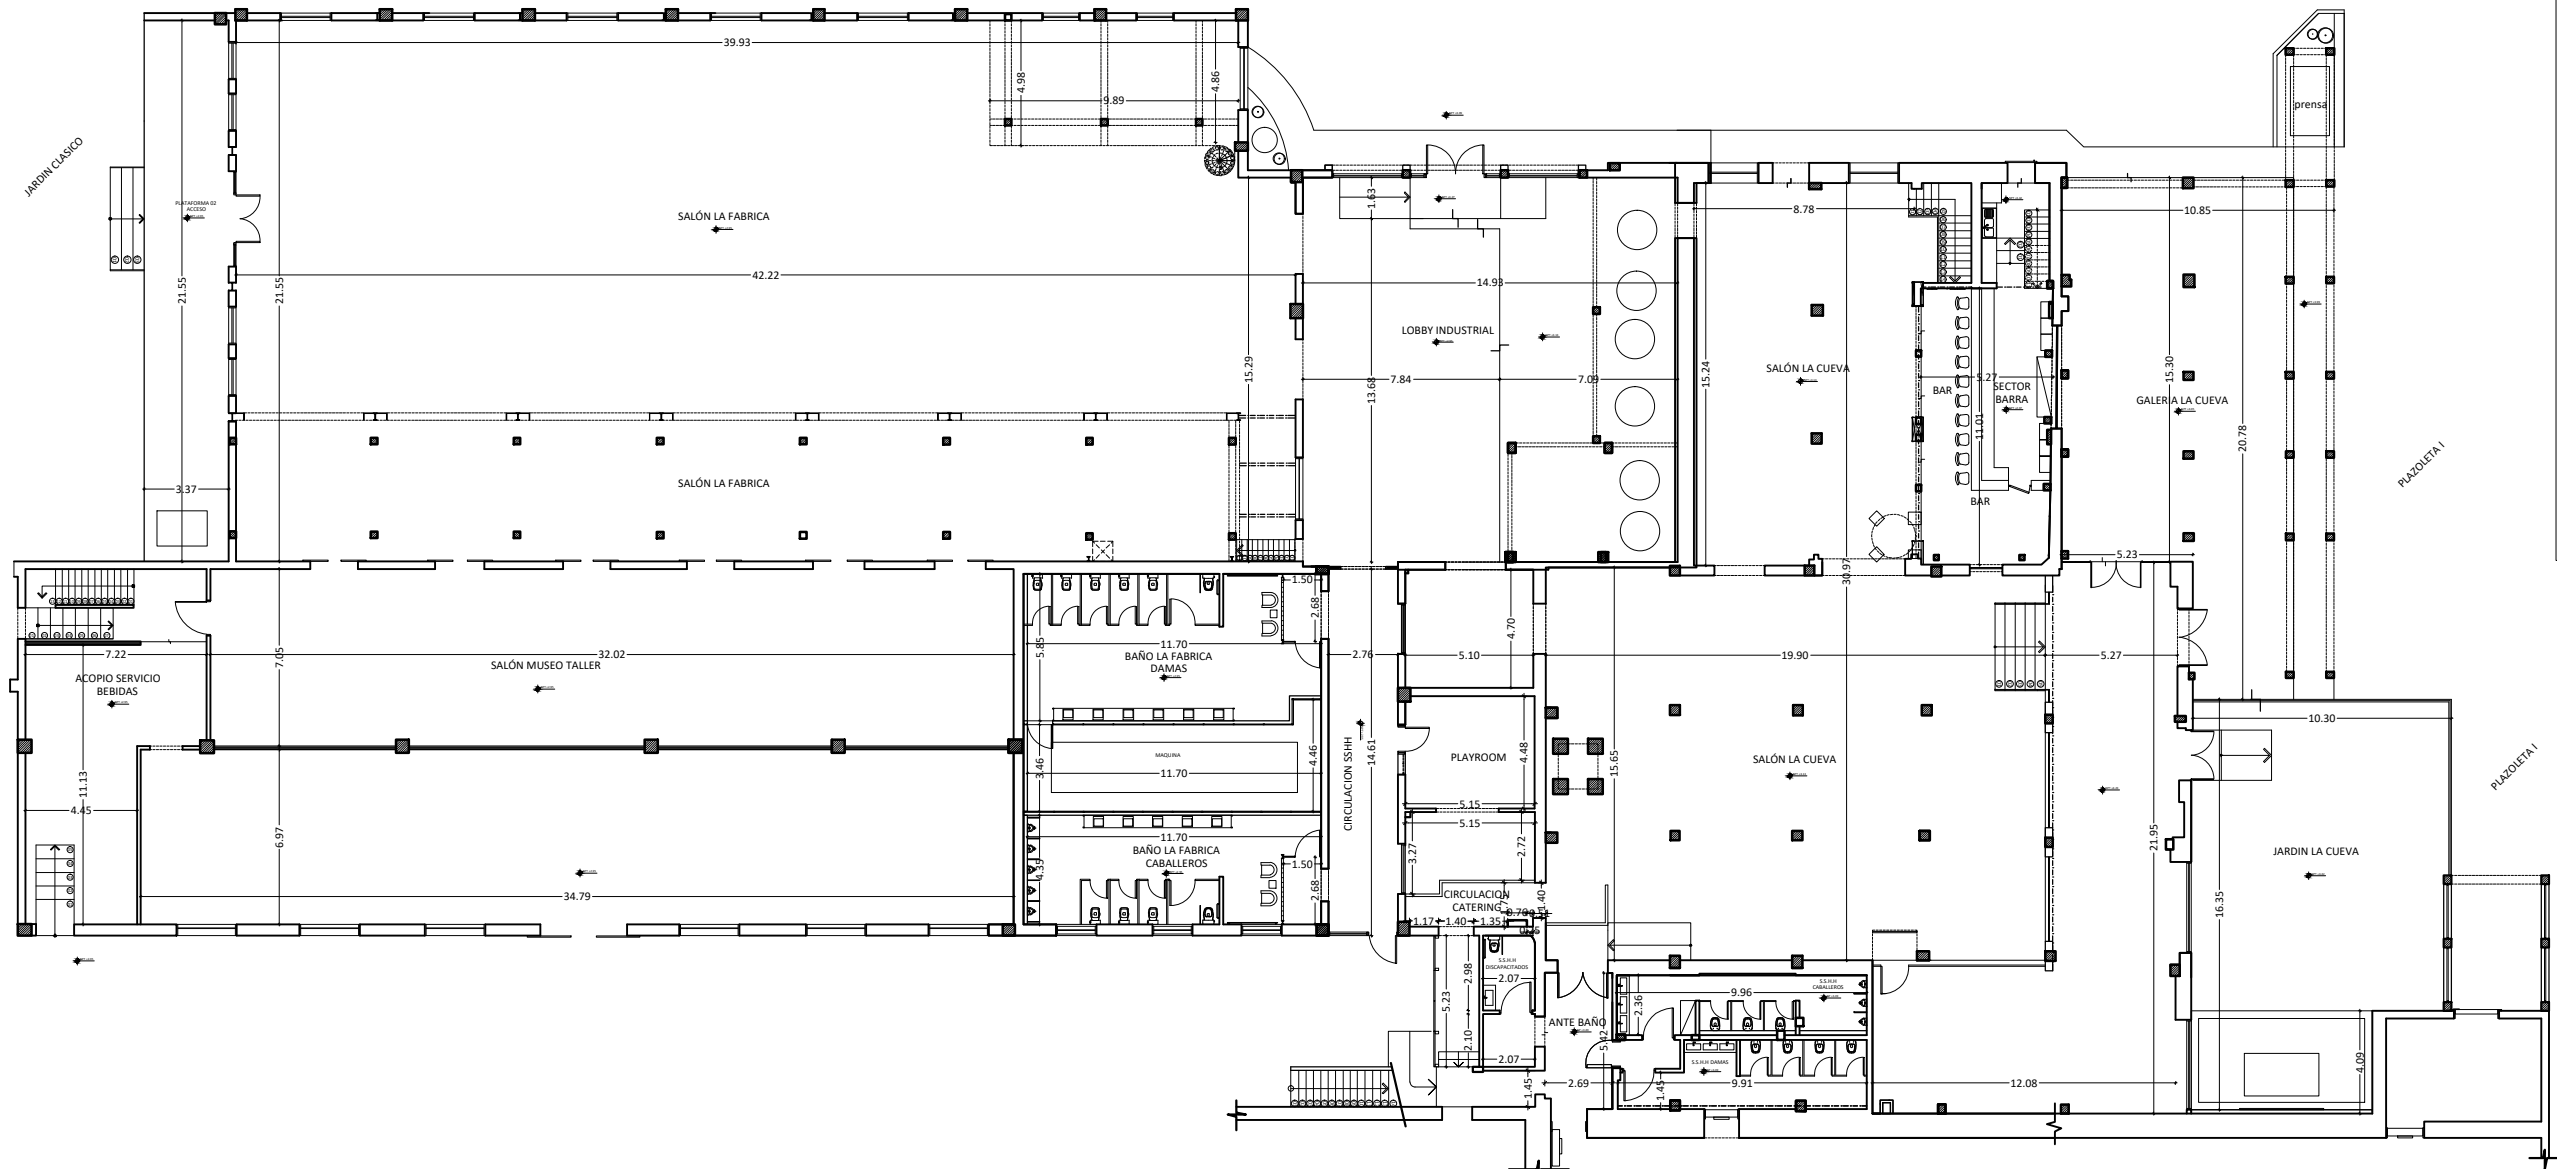 39.93
4.98
9.89
4.86
prensa
JARDIN CLASICO
PLATAFORMA 02
ACCESO
SALÓN LA FABRICA
42.22
21.55
21.55
1.63
14.93
8.78
10.85
LOBBY INDUSTRIAL
15.29
13.68
7.84
7.09
15.24
SALÓN LA CUEVA
BAR
5.27
SECTOR
BARRA
11.01
BAR
15.30
GALERIA LA CUEVA
20.78
PLAZOLETA I
SALÓN LA FABRICA
3.37
5.23
30.97
7.22
32.02
7.05
SALÓN MUSEO TALLER
ACOPIO SERVICIO
BEBIDAS
1.50
2.68
5.85
11.70
BAÑO LA FABRICA
DAMAS
2.76
5.10
4.70
19.90
5.27
10.30
PLAZOLETA I
11.13
4.45
6.97
34.79
3.46
MAQUINA
11.70
4.46
CIRCULACION SSHH
14.61
PLAYROOM
4.48
5.15
5.15
15.65
SALÓN LA CUEVA
21.95
JARDIN LA CUEVA
16.35
11.70
BAÑO LA FABRICA
CABALLEROS
4.35
1.50
2.68
3.27
2.72
CIRCULACION
CATERING
1.40
1.17
1.40
1.35
5.23
2.98
S.S.H.H
DISCAPACITADOS
2.07
2.10
2.07
1.45
ANTE BAÑO
5.42
2.69
9.96
2.36
S.S.H.H
CABALLEROS
S.S.H.H DAMAS
9.91
1.45
12.08
4.09